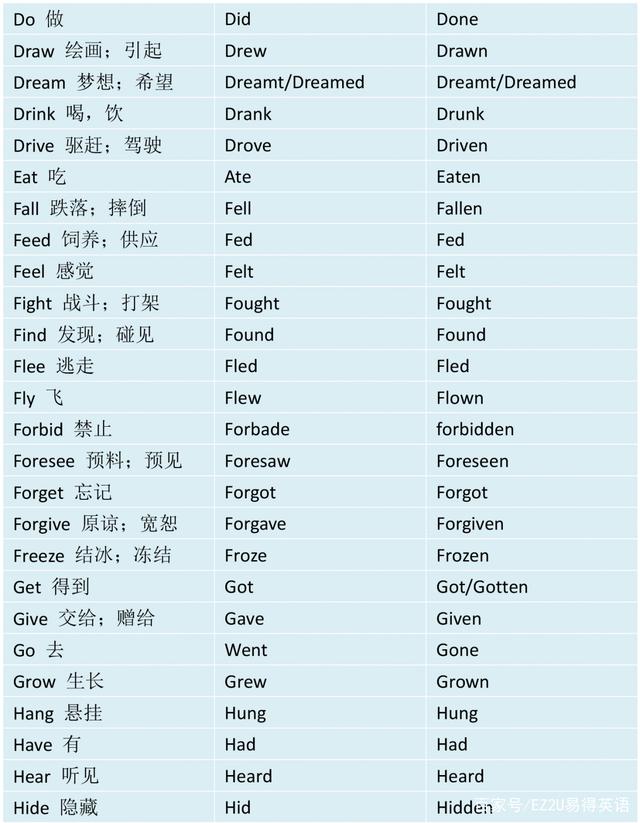 Do 做 Did Done
Draw 绘画；引起 Drew Drawn
Dream 梦想；希望 Dreamt/Dreamed Dreamt/Dreamed
Drink 喝，饮 Drank Drunk
Drive 驱赶；驾驶 Drove Driven
Eat 吃 Ate Eaten
Fall 跌落；摔倒 Fell Fallen
Feed 饲养；供应 Fed Fed
Feel 感觉 Felt Felt
Fight 战斗；打架 Fought Fought
Find 发现；碰见 Found Found
Flee 逃走 Fled Fled
Fly 飞 Flew Flown
Forbid 禁止 Forbade forbidden
Foresee 预料；预见 Foresaw Foreseen
Forget 忘记 Forgot Forgot
Forgive 原谅；宽恕 Forgave Forgiven
Freeze 结冰；冻结 Froze Frozen
Get 得到 Got Got/Gotten
Give 交给；赠给 Gave Given
Go 去 Went Gone
Grow 生长 Grew Grown
Hang 悬挂 Hung Hung
Have 有 Had Had
Hear 听见 Heard Heard
Hide 隐藏 Hid Hidden
家号/EZ2U易得英语